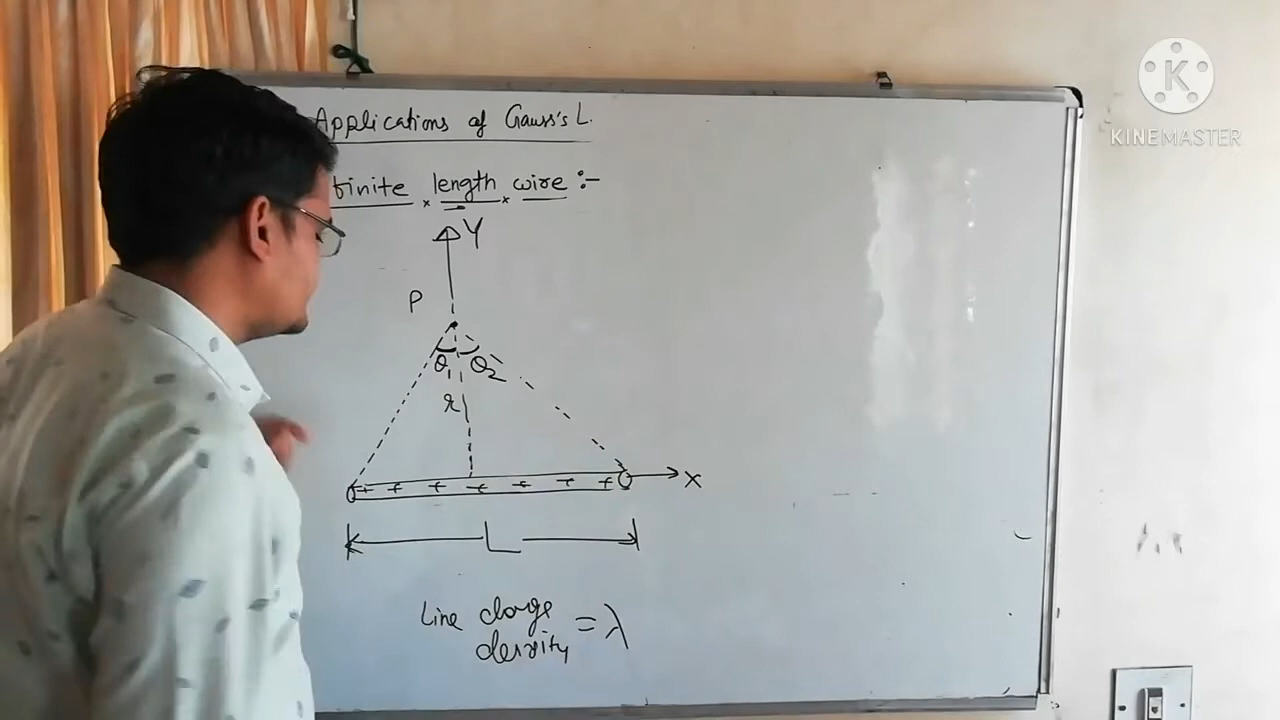 Applications of Gauss's L.
finite length wire :-
Y
P
θ1 θ2
r
+ + + + + + +
X
L
Line charge
density = λ
K
KINEMASTER